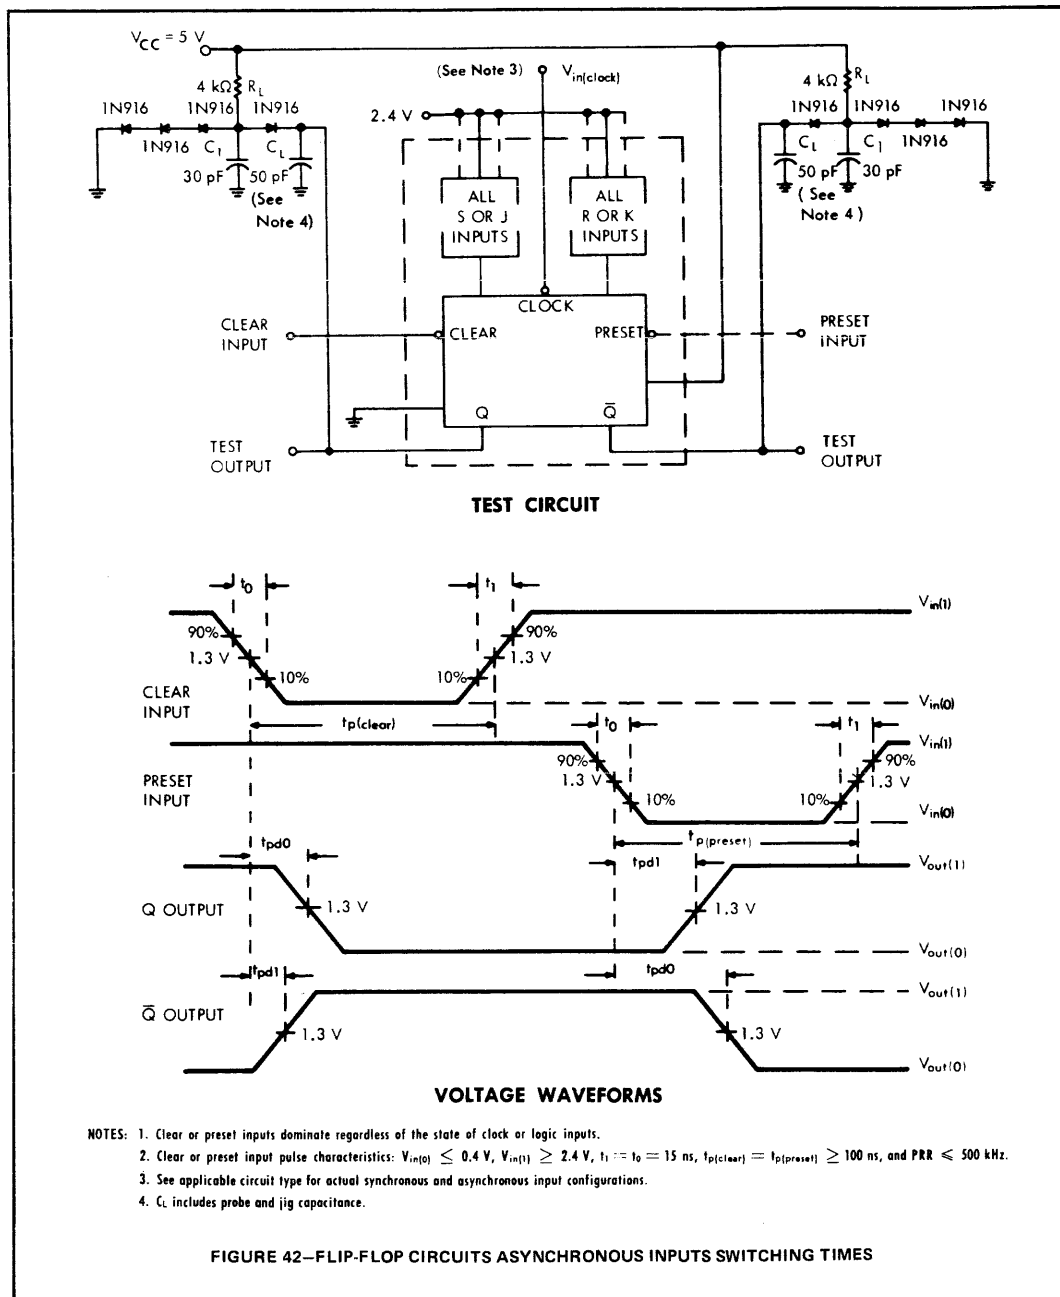 VCC = 5 V
(See Note 3)
Vin(clock)
4 kΩ
RL
4 kΩ
RL
1N916
1N916
1N916
1N916
1N916
1N916
2.4 V
1N916
C1
CL
CL
C1
1N916
30 pF
50 pF
50 pF
30 pF
(See
Note 4)
(See
Note 4)
ALL
S OR J
INPUTS
ALL
R OR K
INPUTS
CLOCK
CLEAR
INPUT
CLEAR
PRESET
PRESET
INPUT
Q
Q̅
TEST
OUTPUT
TEST
OUTPUT
TEST CIRCUIT
t0
t1
Vin(1)
90%
90%
1.3 V
1.3 V
10%
10%
CLEAR
INPUT
Vin(0)
tp(clear)
t0
t1
Vin(1)
PRESET
INPUT
90%
90%
1.3 V
1.3 V
10%
10%
Vin(0)
tp(preset)
tpd0
tpd1
Vout(1)
Q OUTPUT
1.3 V
1.3 V
Vout(0)
tpd1
tpd0
Vout(1)
Q̅ OUTPUT
1.3 V
1.3 V
Vout(0)
VOLTAGE WAVEFORMS
NOTES: 1. Clear or preset inputs dominate regardless of the state of clock or logic inputs.
2. Clear or preset input pulse characteristics: Vin(0) ≤ 0.4 V, Vin(1) ≥ 2.4 V, t1 = t0 = 15 ns, tp(clear) = tp(preset) ≥ 100 ns, and PRR ≤ 500 kHz.
3. See applicable circuit type for actual synchronous and asynchronous input configurations.
4. CL includes probe and jig capacitance.
FIGURE 42—FLIP-FLOP CIRCUITS ASYNCHRONOUS INPUTS SWITCHING TIMES